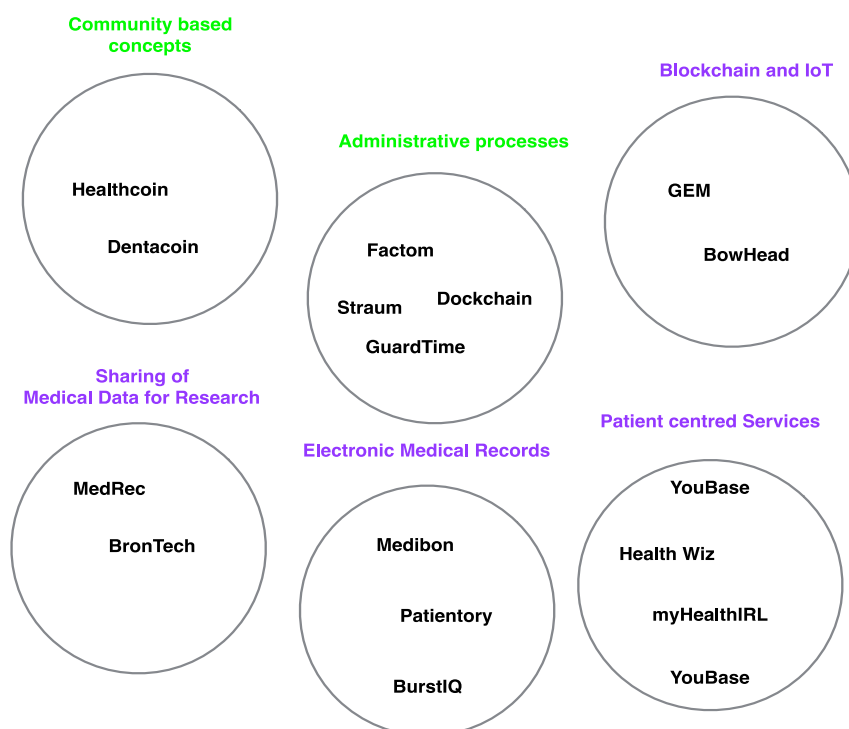 Community based
concepts
Healthcoin
Dentacoin
Administrative processes
Factom
Dockchain
Straum
GuardTime
Blockchain and IoT
GEM
BowHead
Sharing of
Medical Data for Research
MedRec
BronTech
Electronic Medical Records
Medibon
Patientory
BurstIQ
Patient centred Services
YouBase
Health Wiz
myHealthIRL
YouBase